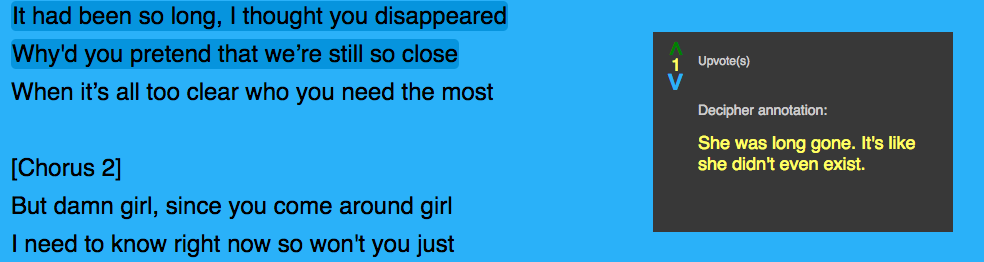 It had been so long, I thought you disappeared
Why'd you pretend that we’re still so close
When it’s all too clear who you need the most
[Chorus 2]
But damn girl, since you come around girl
I need to know right now so won't you just
1
Upvote(s)
Decipher annotation:
She was long gone. It's like
she didn't even exist.